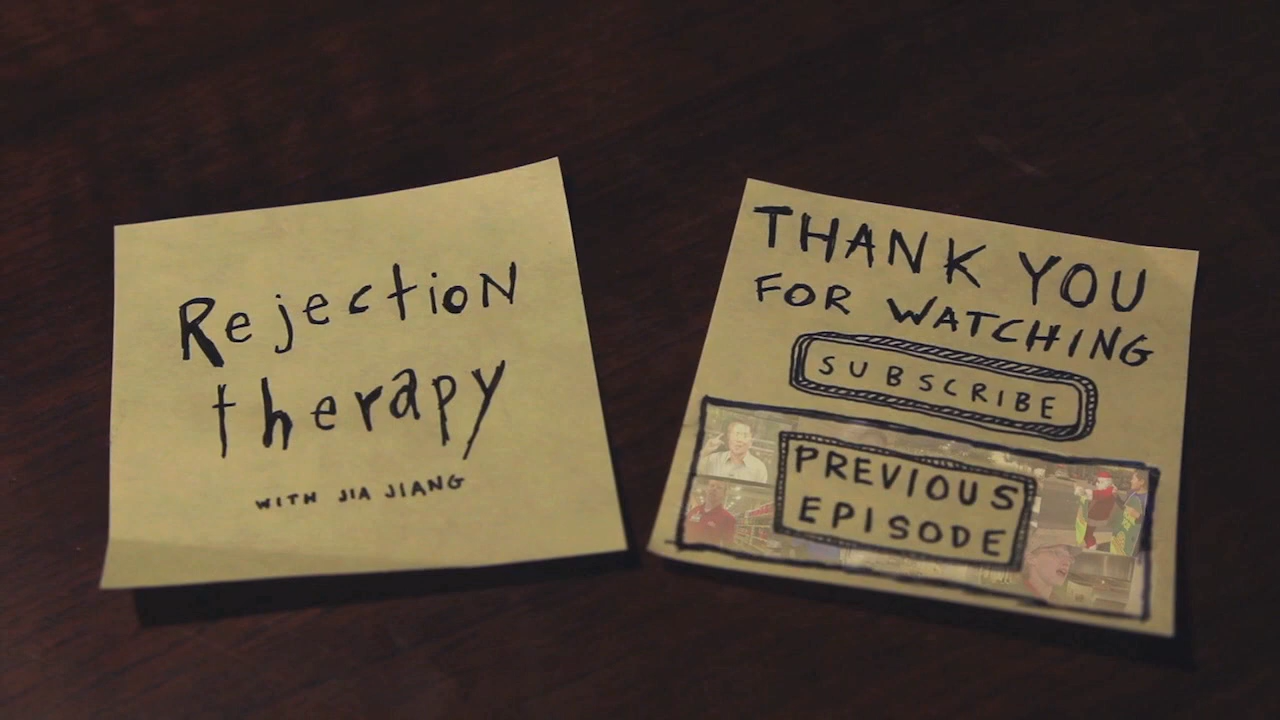 Rejection
therapy
WITH JIA JIANG
THANK YOU
FOR WATCHING
SUBSCRIBE
PREVIOUS
EPISODE